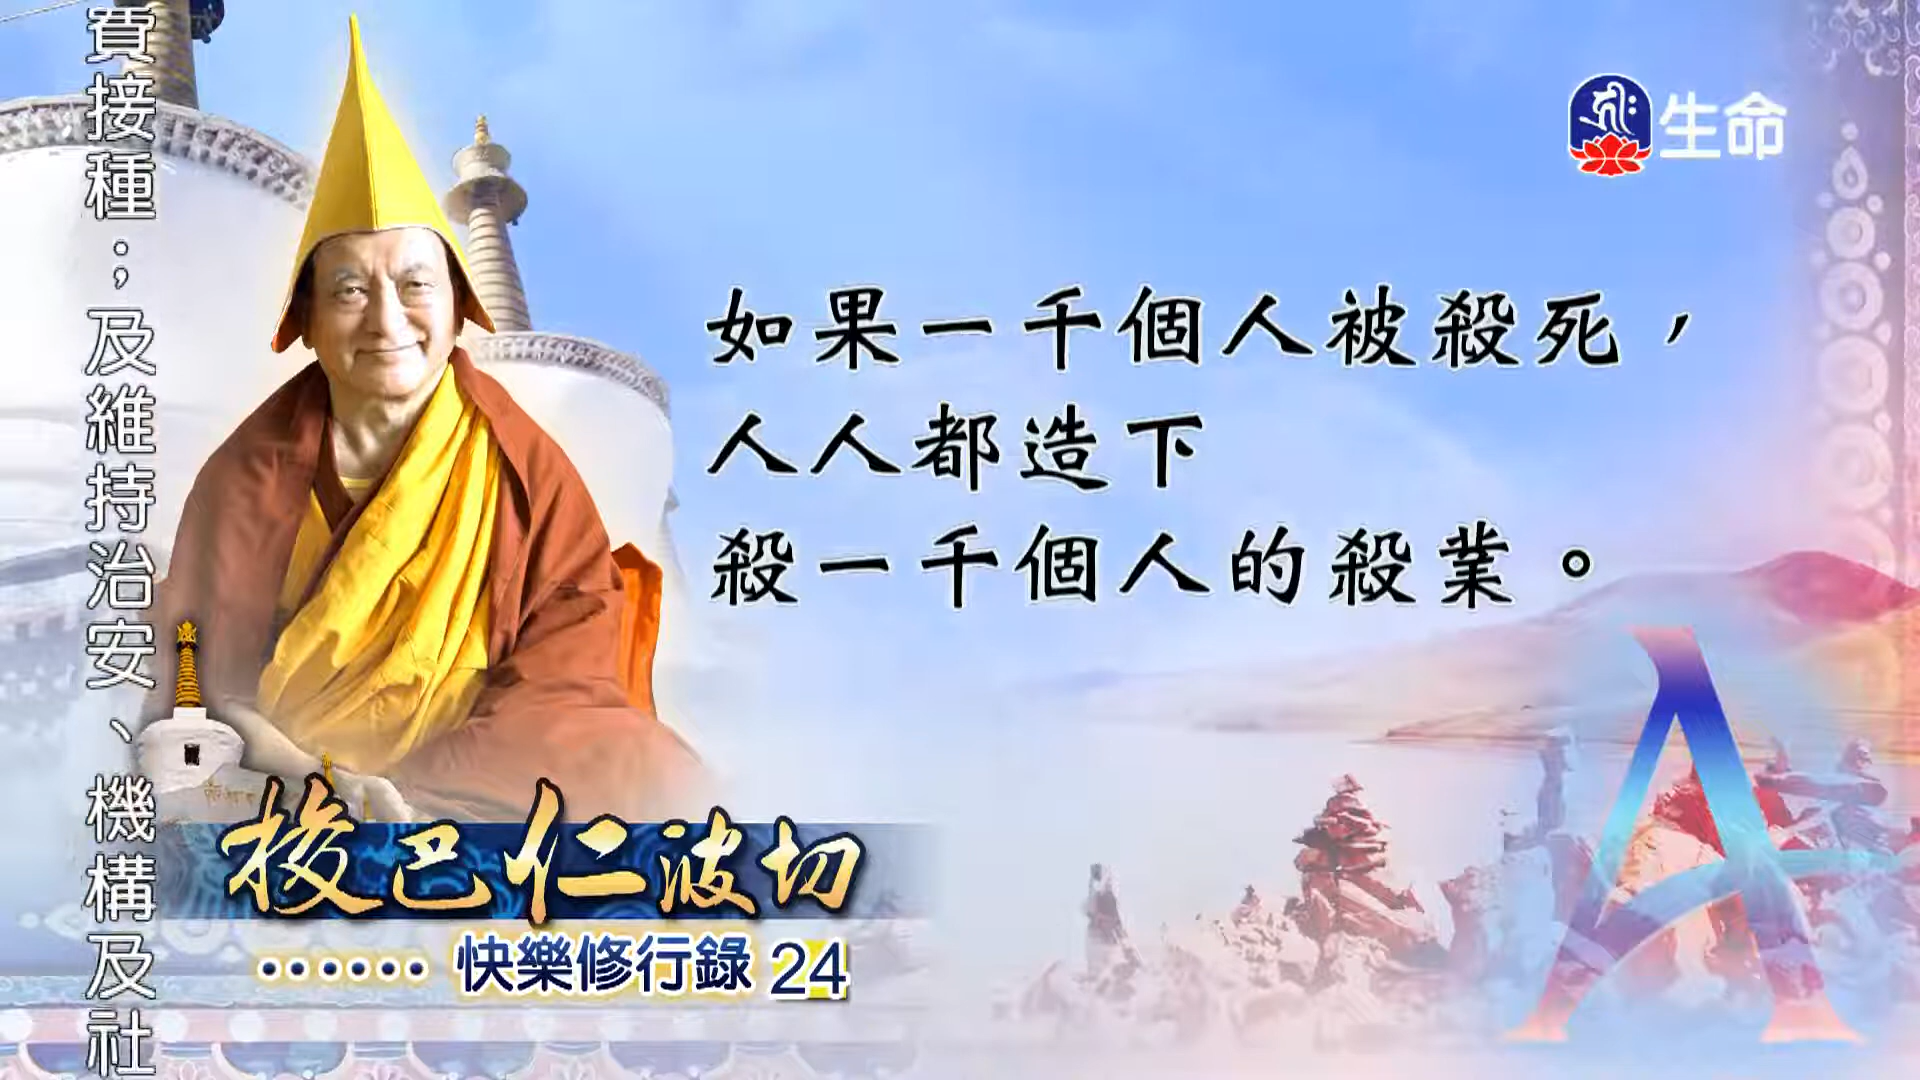 費接種；及維持治安、機構及社
生命
如果一千個人被殺死，
人人都造下
殺一千個人的殺業。
梭巴仁波切
快樂修行錄 24